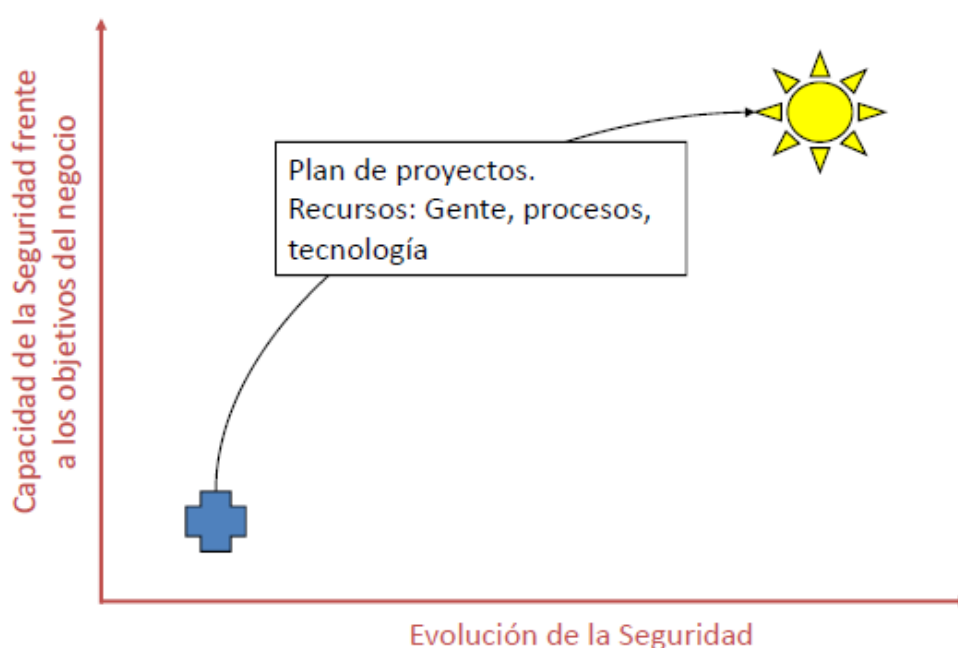 Capacidad de la Seguridad frente
a los objetivos del negocio
Plan de proyectos.
Recursos: Gente, procesos,
tecnología
Evolución de la Seguridad